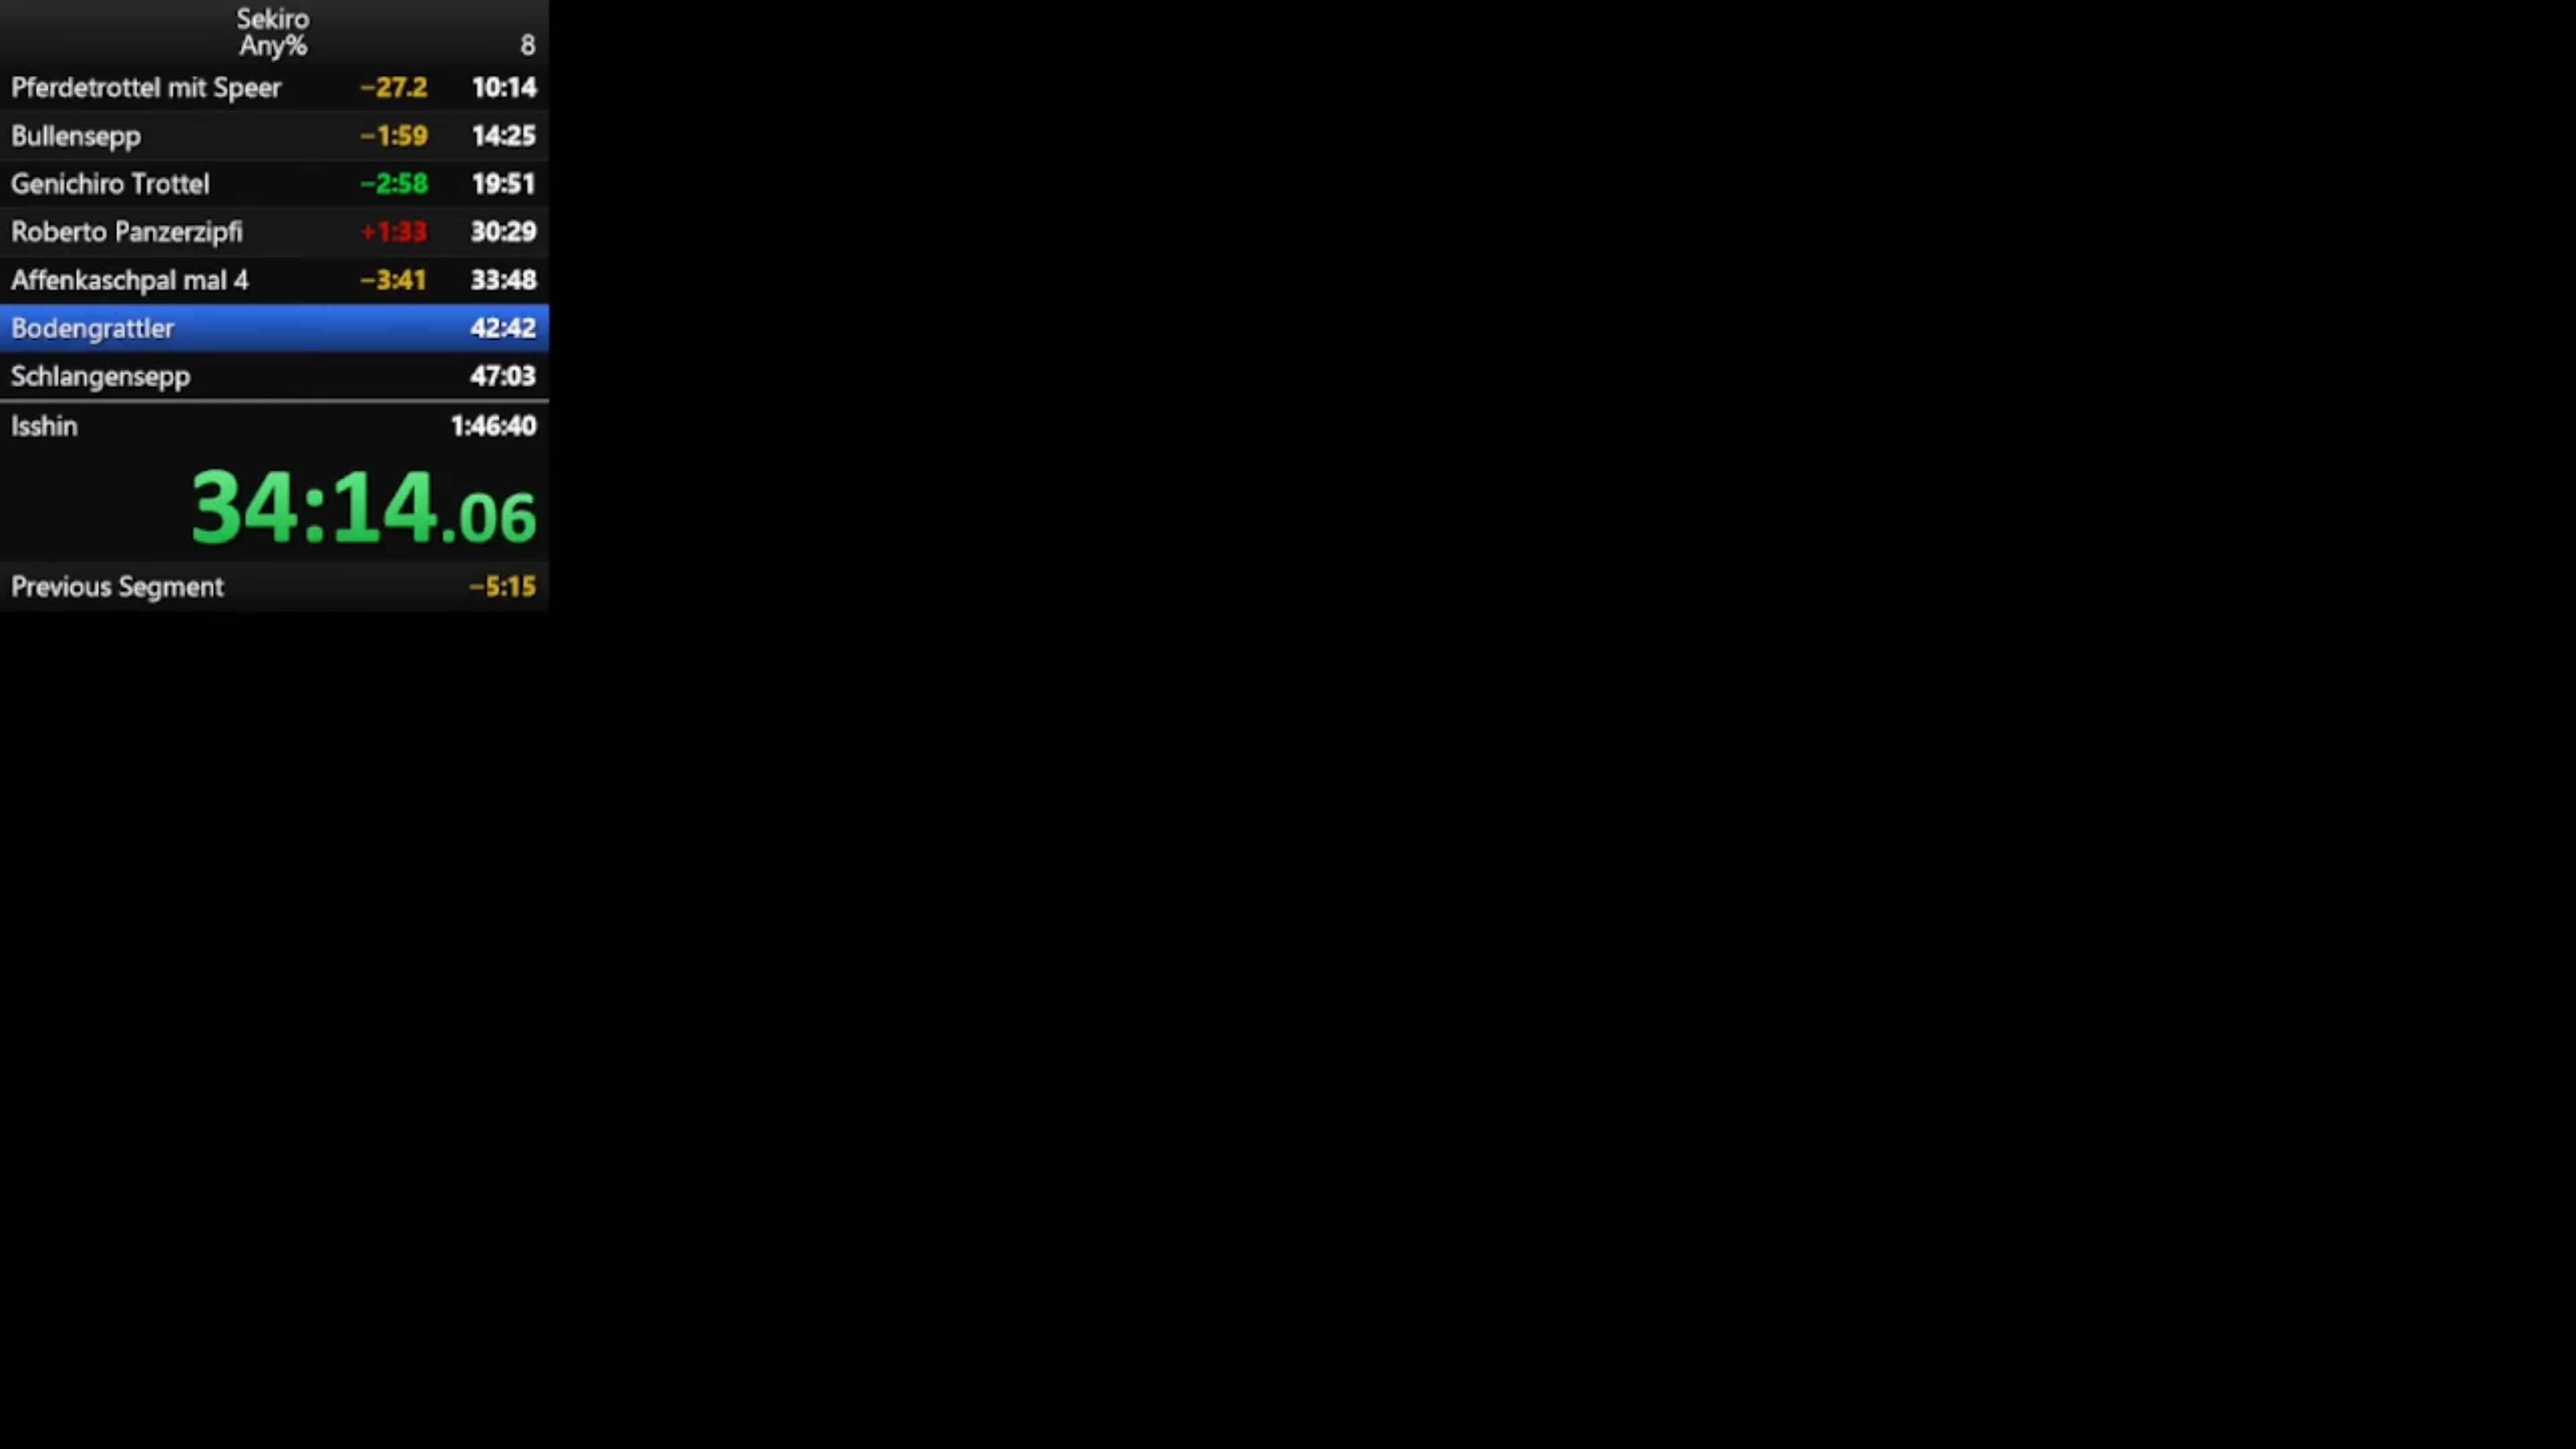 Sekiro
Any% 8
Pferdetrottel mit Speer −27.2 10:14
Bullensepp −1:59 14:25
Genichiro Trottel −2:58 19:51
Roberto Panzerzipfi +1:33 30:29
Affenkaschpal mal 4 −3:41 33:48
Bodengrattler 42:42
Schlangensepp 47:03
Isshin 1:46:40
34:14.06
Previous Segment −5:15